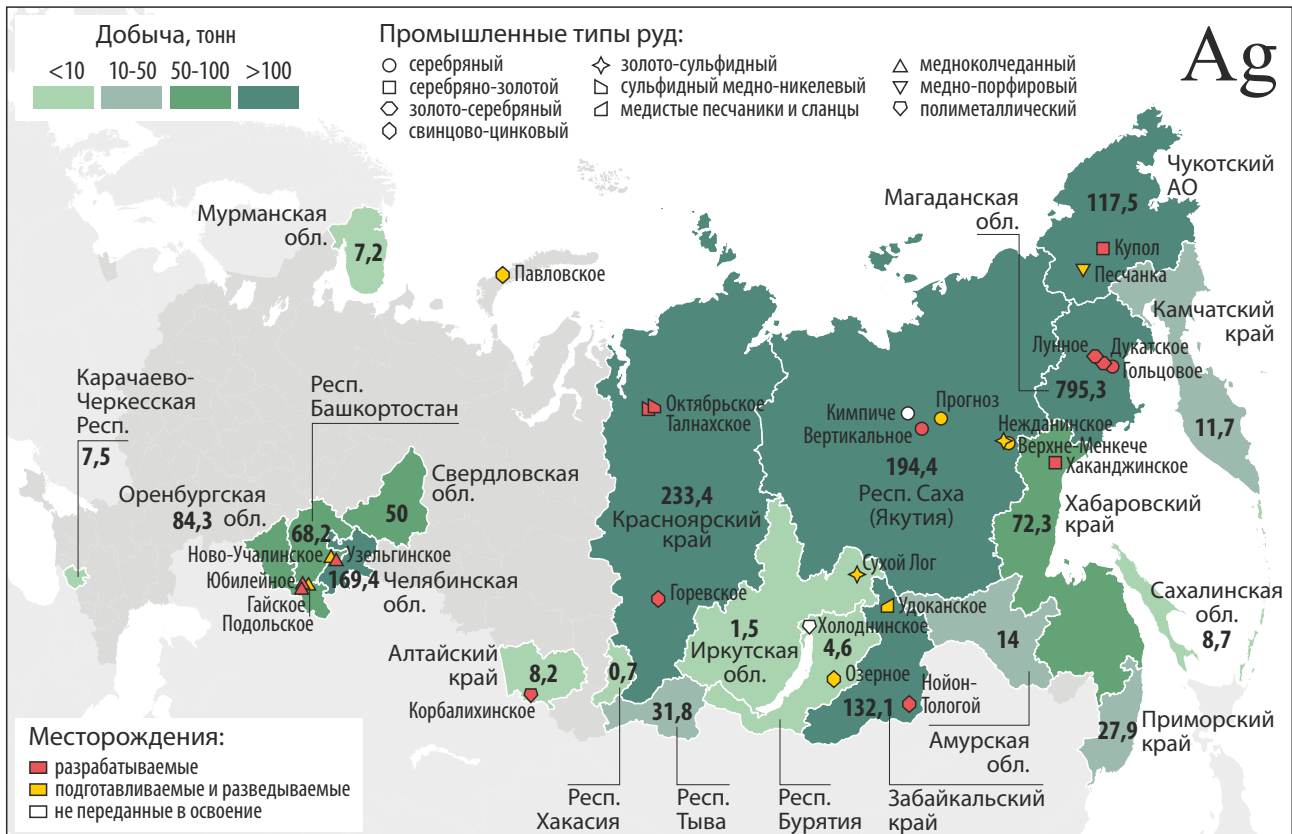 Добыча, тонн
<10 10-50 50-100 >100
Промышленные типы руд:
серебряный
серебряно-золотой
золото-серебряный
свинцово-цинковый
золото-сульфидный
сульфидный медно-никелевый
медистые песчаники и сланцы
медноколчеданный
медно-порфировый
полиметаллический
Ag
Чукотский
АО
117,5
Купол
Песчанка
Магаданская
обл.
Мурманская
обл.
7,2
Павловское
Камчатский
край
11,7
Лунное
Дукатское
Гольцовое
795,3
Карачаево-
Черкесская
Респ.
7,5
Респ.
Башкортостан
Октябрьское
Талнахское
Кимпиче
Прогноз
Вертикальное
Нежданинское
Верхне-Менкече
Хаканджинское
194,4
Респ. Саха
(Якутия)
233,4
Красноярский
край
Хабаровский
край
72,3
Свердловская
обл.
50
Оренбургская
обл.
84,3
68,2
Ново-Учалинское
Узельгинское
Юбилейное
169,4
Челябинская
обл.
Гайское
Подольское
Горевское
Сухой Лог
Удоканское
Холоднинское
1,5
Иркутская
обл.
4,6
Озерное
14
Сахалинская
обл.
8,7
Алтайский
край
8,2
Корбалихинское
0,7
31,8
132,1
Нойон-
Тологой
27,9
Приморский
край
Амурская
обл.
Респ.
Хакасия
Респ.
Тыва
Респ.
Бурятия
Забайкальский
край
Месторождения:
разрабатываемые
подготавливаемые и разведываемые
не переданные в освоение